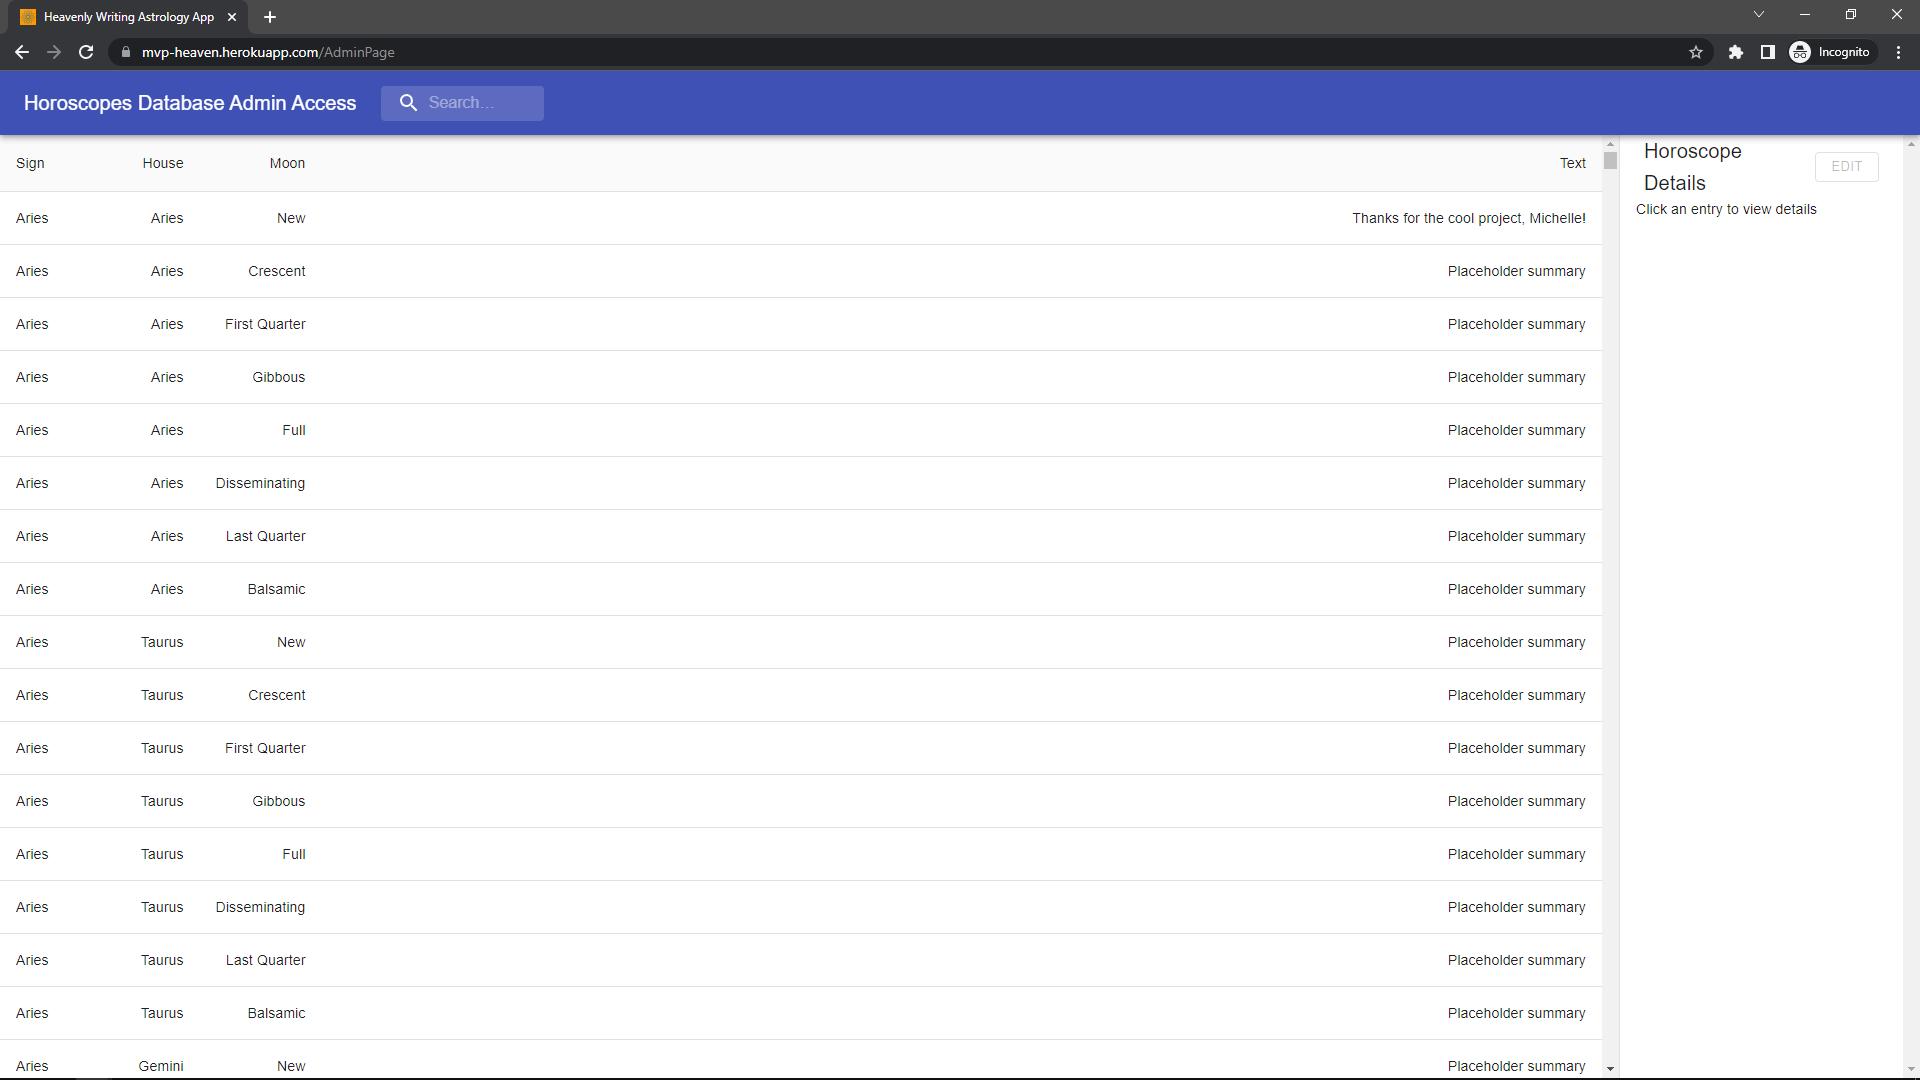 Heavenly Writing Astrology App
mvp-heaven.herokuapp.com/AdminPage
Incognito
Horoscopes Database Admin Access
Search...
Sign House Moon Text
Aries Aries New Thanks for the cool project, Michelle!
Aries Aries Crescent Placeholder summary
Aries Aries First Quarter Placeholder summary
Aries Aries Gibbous Placeholder summary
Aries Aries Full Placeholder summary
Aries Aries Disseminating Placeholder summary
Aries Aries Last Quarter Placeholder summary
Aries Aries Balsamic Placeholder summary
Aries Taurus New Placeholder summary
Aries Taurus Crescent Placeholder summary
Aries Taurus First Quarter Placeholder summary
Aries Taurus Gibbous Placeholder summary
Aries Taurus Full Placeholder summary
Aries Taurus Disseminating Placeholder summary
Aries Taurus Last Quarter Placeholder summary
Aries Taurus Balsamic Placeholder summary
Aries Gemini New Placeholder summary
Horoscope
Details
EDIT
Click an entry to view details